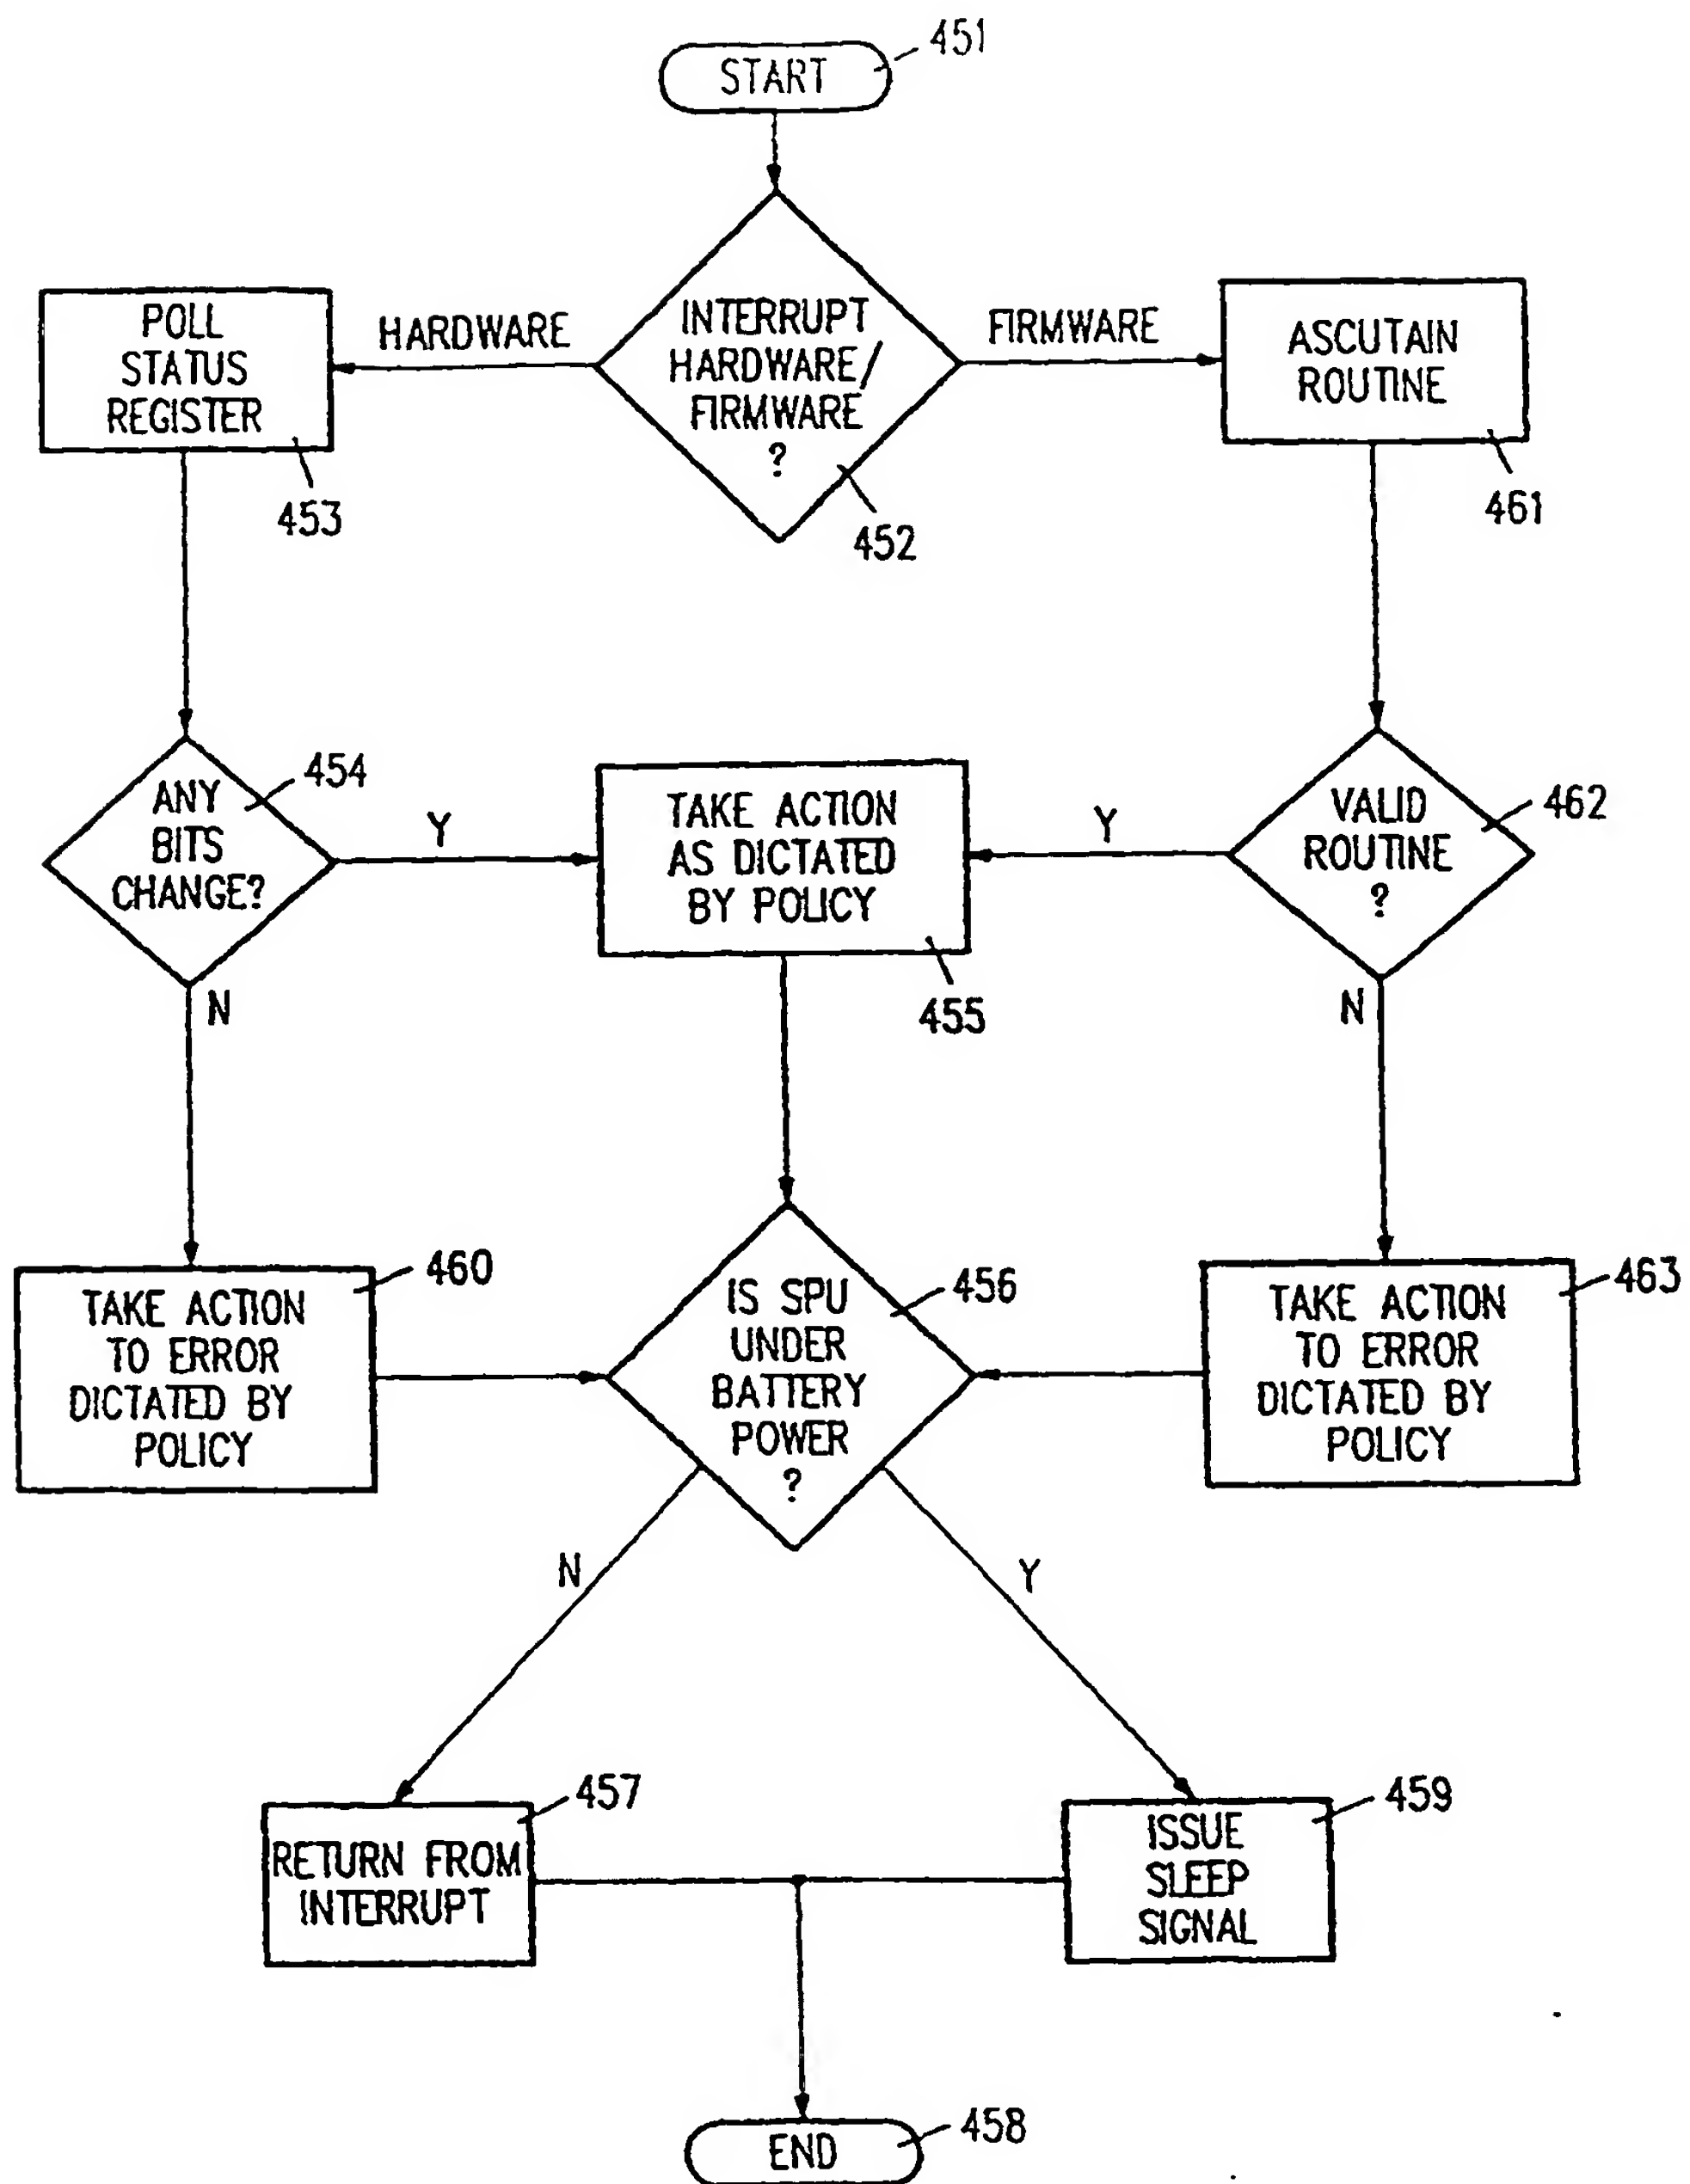 START
451
INTERRUPT
HARDWARE/
FIRMWARE
?
452
HARDWARE
FIRMWARE
POLL
STATUS
REGISTER
453
ASCUTAIN
ROUTINE
461
ANY
BITS
CHANGE?
454
Y
N
TAKE ACTION
AS DICTATED
BY POLICY
455
VALID
ROUTINE
?
462
Y
N
TAKE ACTION
TO ERROR
DICTATED BY
POLICY
460
IS SPU
UNDER
BATTERY
POWER
?
456
TAKE ACTION
TO ERROR
DICTATED BY
POLICY
463
N
Y
RETURN FROM
INTERRUPT
457
ISSUE
SLEEP
SIGNAL
459
END
458